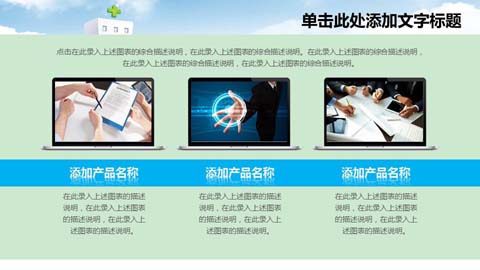 单击此处添加文字标题
点击在此录入上述图表的综合描述说明，在此录入上述图表的综合描述说明。在此录入上述图表的综合描述说明，
在此录入上述图表的综合描述说明，在此录入上述图表的综合描述说明。
添加产品名称
添加产品名称
添加产品名称
在此录入上述图表的描述
说明，在此录入上述图表
的描述说明，在此录入上
述图表的描述说明。
在此录入上述图表的描述
说明，在此录入上述图表
的描述说明，在此录入上
述图表的描述说明。
在此录入上述图表的描述
说明，在此录入上述图表
的描述说明，在此录入上
述图表的描述说明。